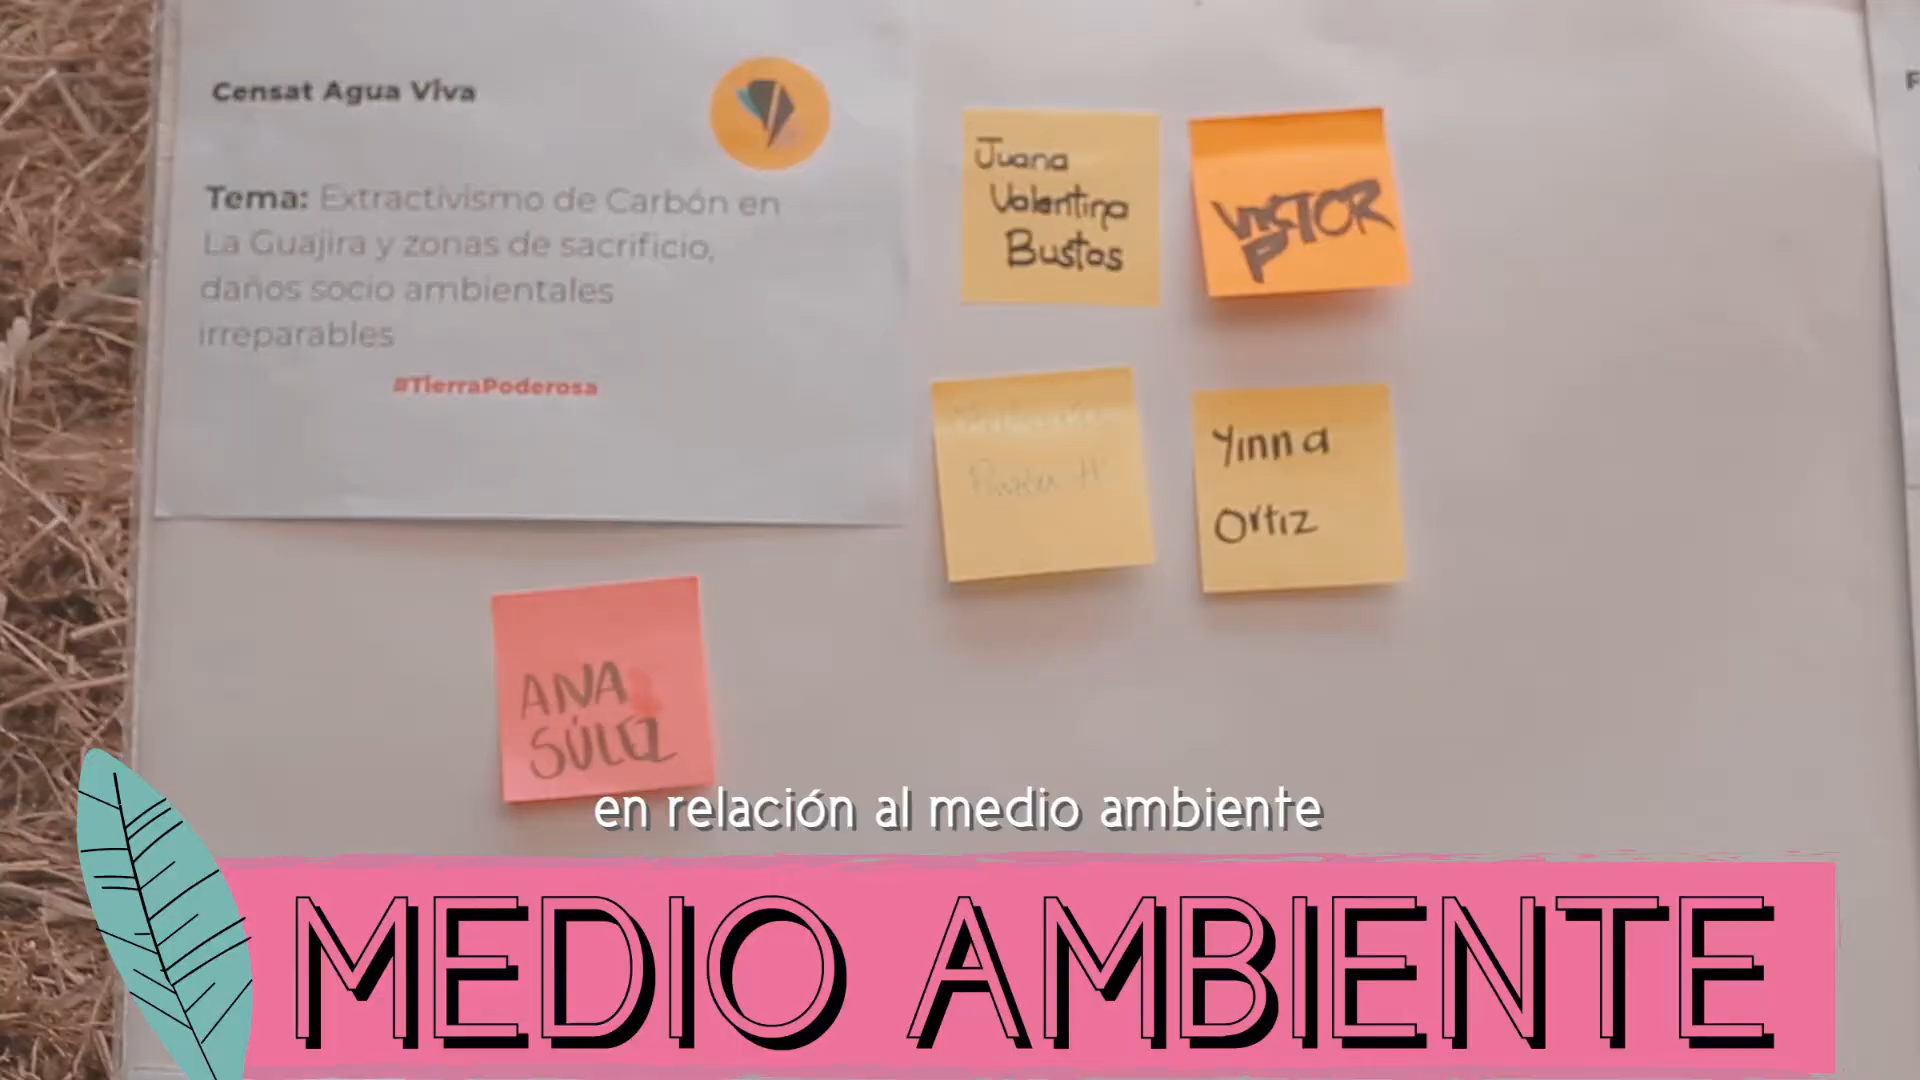 Censat Agua Viva
Tema: Extractivismo de Carbón en
La Guajira y zonas de sacrificio,
daños socio ambientales
irreparables
#TierraPoderosa
Juana
Valentina
Bustos
VICTOR
P
Yinna
Ortiz
ANA
SÚLEZ
F
en relación al medio ambiente
MEDIO AMBIENTE